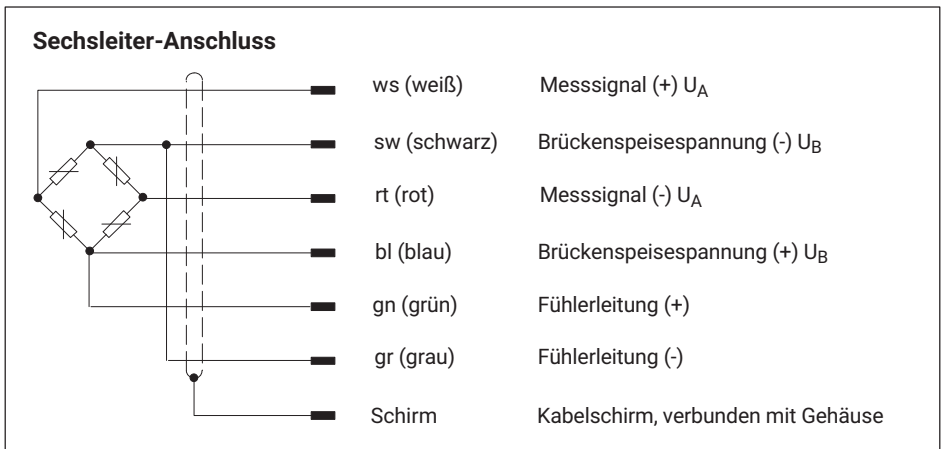 Sechsleiter-Anschluss
ws (weiß) Messsignal (+) U_A
sw (schwarz) Brückenspeisespannung (-) U_B
rt (rot) Messsignal (-) U_A
bl (blau) Brückenspeisespannung (+) U_B
gn (grün) Fühlerleitung (+)
gr (grau) Fühlerleitung (-)
Schirm Kabelschirm, verbunden mit Gehäuse